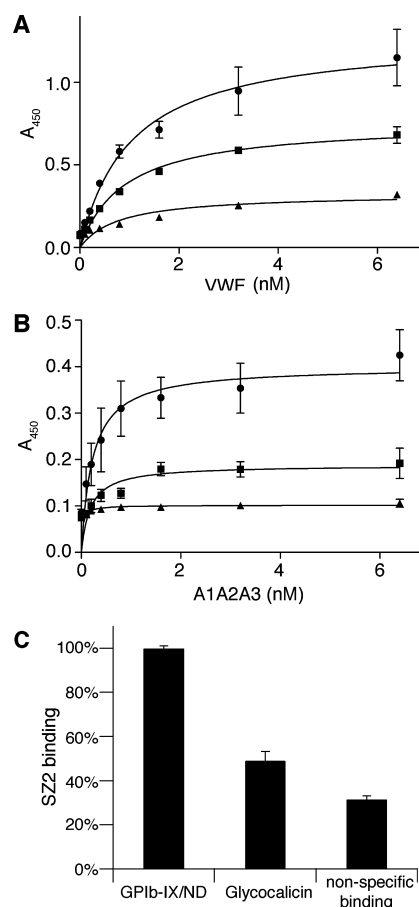 A
1.0
0.5
0.0
A450
0 2 4 6
VWF (nM)
B
0.5
0.4
0.3
0.2
0.1
0.0
A450
0 2 4 6
A1A2A3 (nM)
C
100%
80%
60%
40%
20%
0%
SZ2 binding
GPIb-IX/ND Glycocalicin non-specific
binding